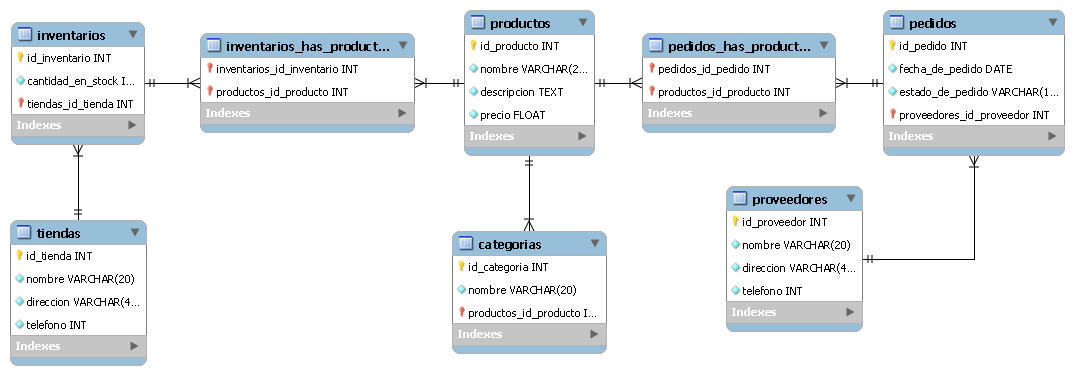 inventarios
id_inventario INT
cantidad_en_stock I...
tiendas_id_tienda INT
Indexes
inventarios_has_product...
inventarios_id_inventario INT
productos_id_producto INT
Indexes
productos
id_producto INT
nombre VARCHAR(2...
descripcion TEXT
precio FLOAT
Indexes
pedidos_has_product...
pedidos_id_pedido INT
productos_id_producto INT
Indexes
pedidos
id_pedido INT
fecha_de_pedido DATE
estado_de_pedido VARCHAR(1...
proveedores_id_proveedor INT
Indexes
tiendas
id_tienda INT
nombre VARCHAR(20)
direccion VARCHAR(4...
telefono INT
Indexes
categorias
id_categoria INT
nombre VARCHAR(20)
productos_id_producto I...
Indexes
proveedores
id_proveedor INT
nombre VARCHAR(20)
direccion VARCHAR(4...
telefono INT
Indexes